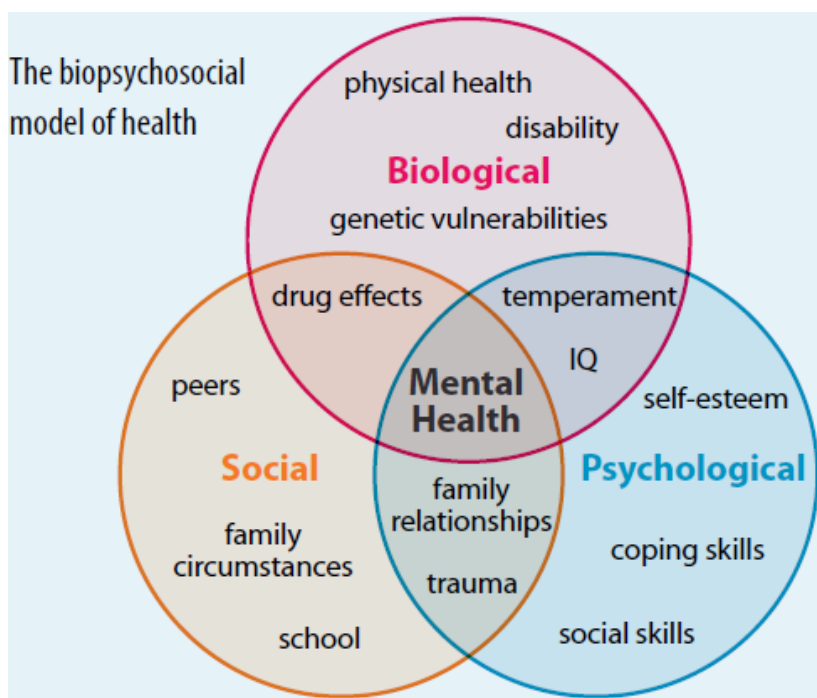 The biopsychosocial
model of health
physical health
disability
Biological
genetic vulnerabilities
drug effects
temperament
IQ
peers
Mental
Health
self-esteem
Social
Psychological
family
relationships
family
circumstances
coping skills
trauma
school
social skills